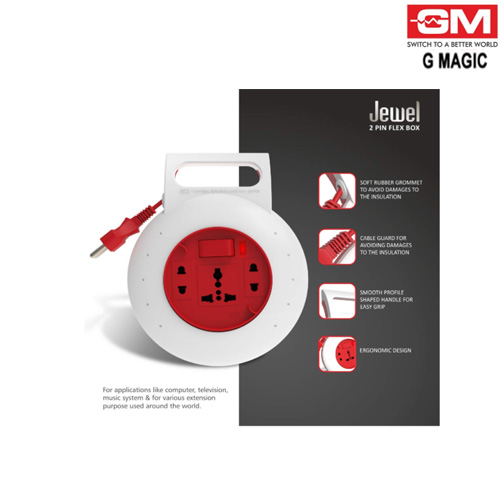 GM
SWITCH TO A BETTER WORLD
G MAGIC
Jewel
2 PIN FLEX BOX
SOFT RUBBER GROMMET
TO AVOID DAMAGES TO
THE INSULATION
CABLE GUARD FOR
AVOIDING DAMAGES
TO THE INSULATION
SMOOTH PROFILE
SHAPED HANDLE FOR
EASY GRIP
ERGONOMIC DESIGN
For applications like computer, television,
music system & for various extension
purpose used around the world.